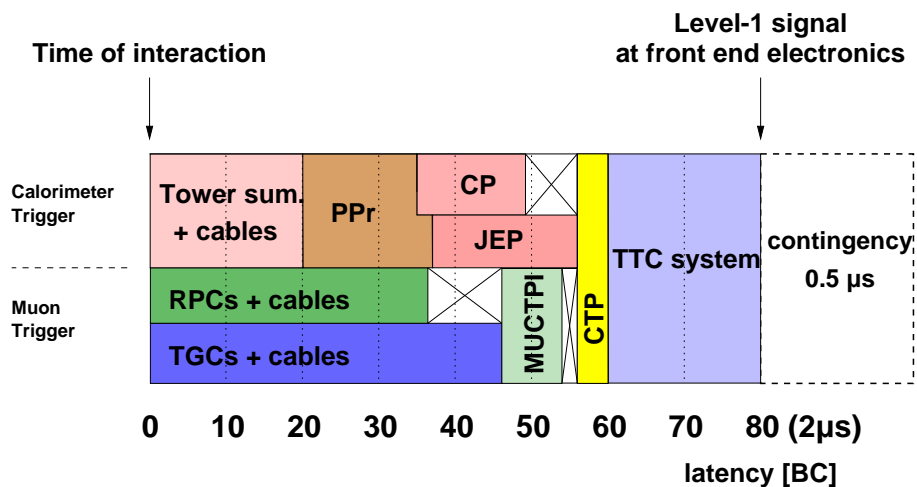 Level-1 signal
Time of interaction
at front end electronics
Calorimeter
Trigger
Tower sum.
+ cables
PPr
CP
JEP
TTC system
contingency
0.5 µs
Muon
Trigger
RPCs + cables
TGCs + cables
MUCTPI
CTP
0 10 20 30 40 50 60 70 80 (2µs)
latency [BC]